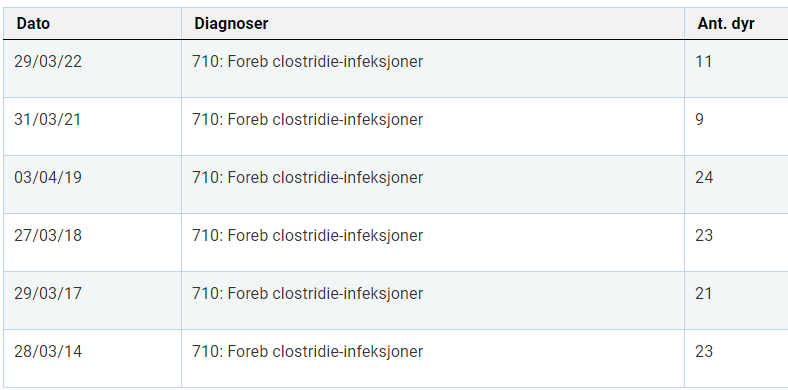 Dato Diagnoser Ant. dyr
29/03/22 710: Foreb clostridie-infeksjoner 11
31/03/21 710: Foreb clostridie-infeksjoner 9
03/04/19 710: Foreb clostridie-infeksjoner 24
27/03/18 710: Foreb clostridie-infeksjoner 23
29/03/17 710: Foreb clostridie-infeksjoner 21
28/03/14 710: Foreb clostridie-infeksjoner 23